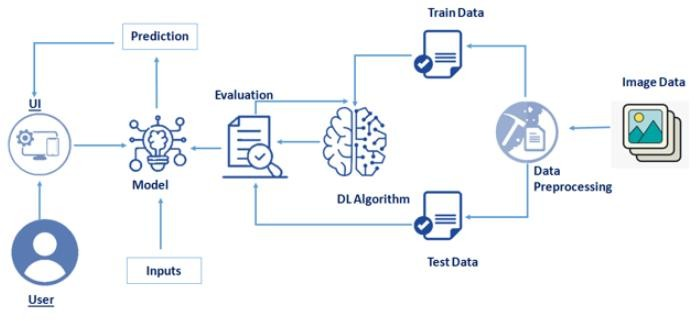 Train Data
Prediction
Image Data
Evaluation
UI
Model
DL Algorithm
Data
Preprocessing
Inputs
Test Data
User